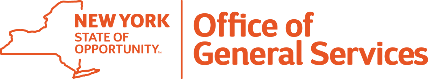 NEW YORK
STATE OF
OPPORTUNITY.
Office of
General Services